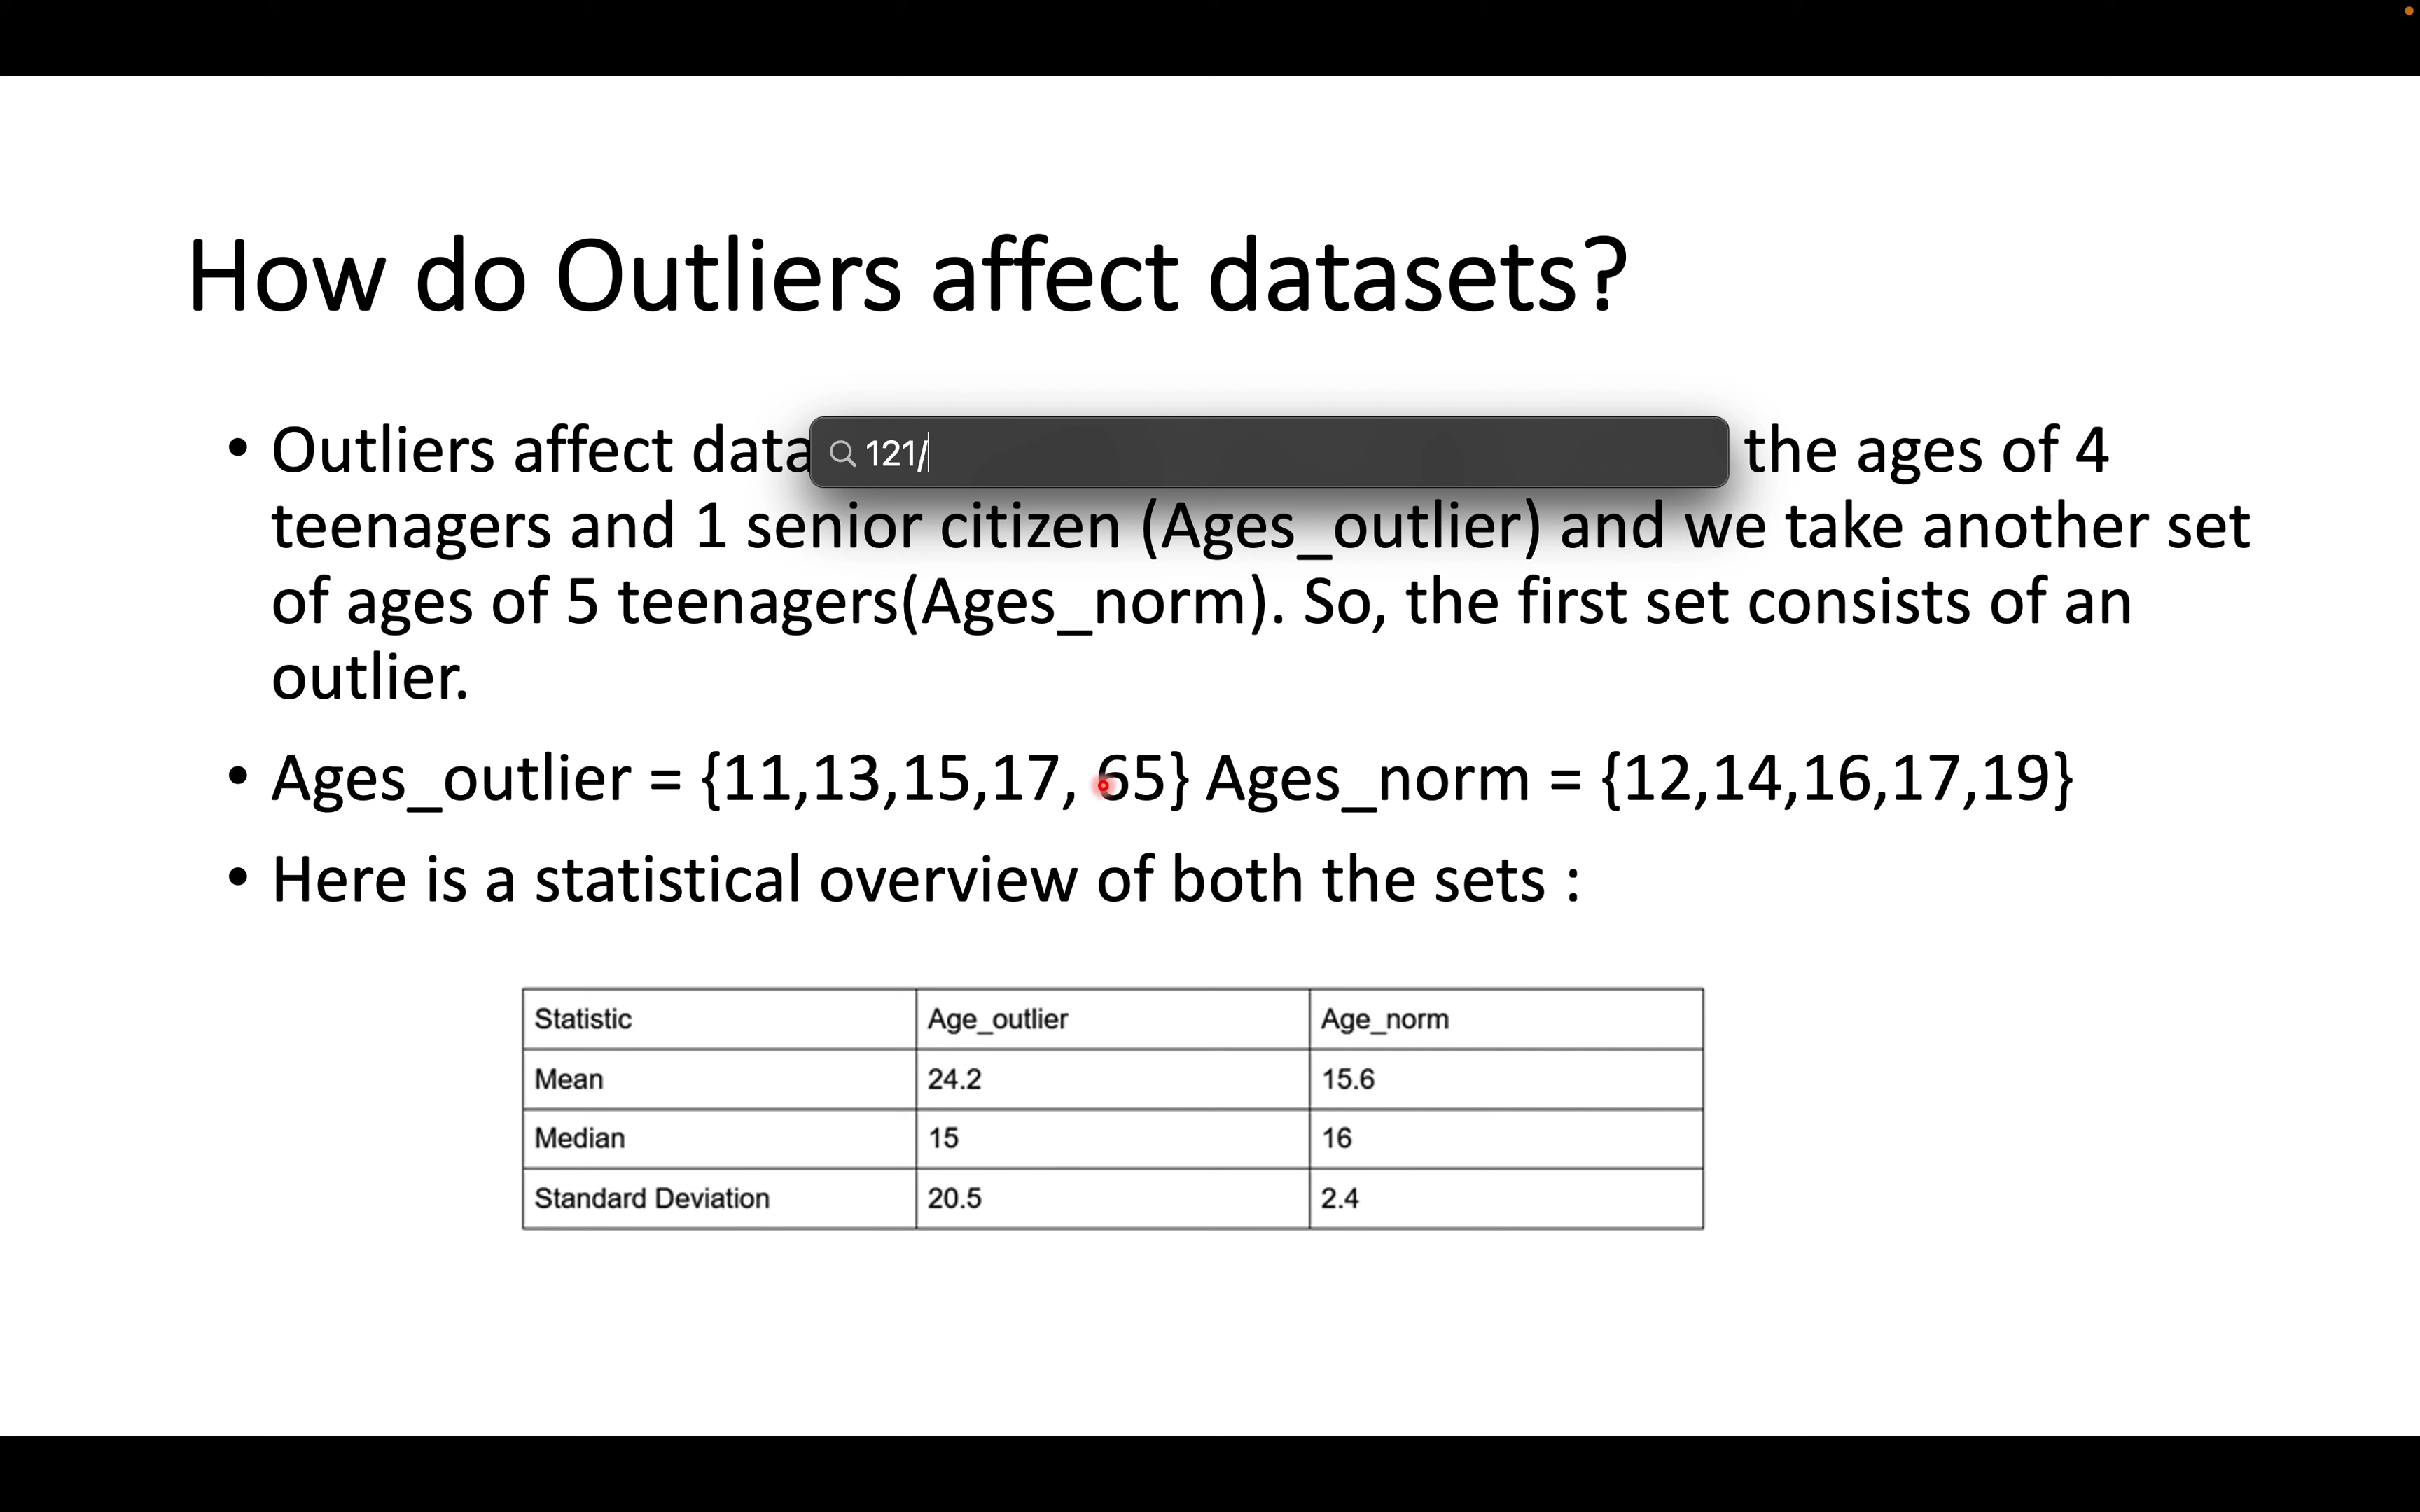 How do Outliers affect datasets?
• Outliers affect data 121/ the ages of 4
teenagers and 1 senior citizen (Ages_outlier) and we take another set
of ages of 5 teenagers(Ages_norm). So, the first set consists of an
outlier.
• Ages_outlier = {11,13,15,17, 65} Ages_norm = {12,14,16,17,19}
• Here is a statistical overview of both the sets :
Statistic Age_outlier Age_norm
Mean 24.2 15.6
Median 15 16
Standard Deviation 20.5 2.4